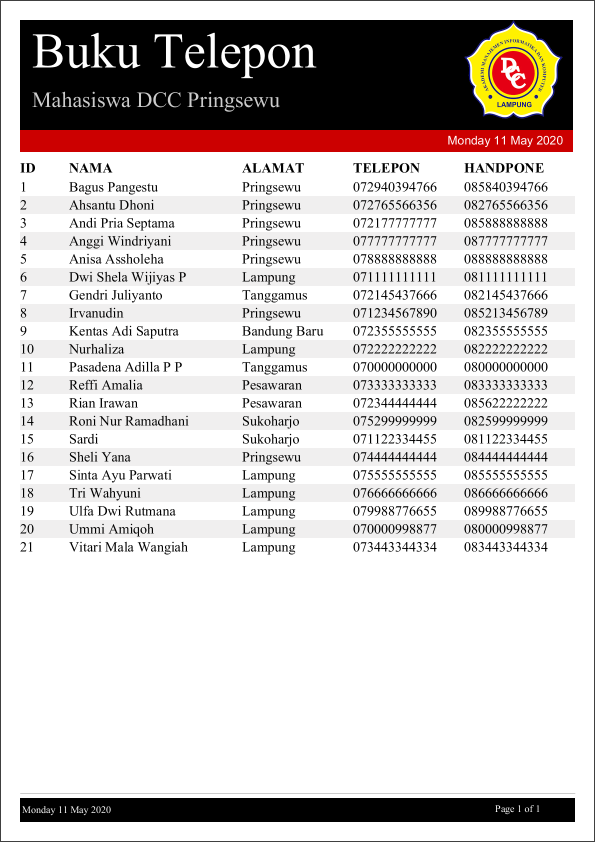 Buku Telepon
Mahasiswa DCC Pringsewu
AKADEMI MANAJEMEN INFORMATIKA DAN KOMPUTER
DCC
LAMPUNG
Monday 11 May 2020
ID NAMA ALAMAT TELEPON HANDPONE
1 Bagus Pangestu Pringsewu 072940394766 085840394766
2 Ahsantu Dhoni Pringsewu 072765566356 082765566356
3 Andi Pria Septama Pringsewu 072177777777 085888888888
4 Anggi Windriyani Pringsewu 077777777777 087777777777
5 Anisa Assholeha Pringsewu 078888888888 088888888888
6 Dwi Shela Wijiyas P Lampung 071111111111 081111111111
7 Gendri Juliyanto Tanggamus 072145437666 082145437666
8 Irvanudin Pringsewu 071234567890 085213456789
9 Kentas Adi Saputra Bandung Baru 072355555555 082355555555
10 Nurhaliza Lampung 072222222222 082222222222
11 Pasadena Adilla P P Tanggamus 070000000000 080000000000
12 Reffi Amalia Pesawaran 073333333333 083333333333
13 Rian Irawan Pesawaran 072344444444 085622222222
14 Roni Nur Ramadhani Sukoharjo 075299999999 082599999999
15 Sardi Sukoharjo 071122334455 081122334455
16 Sheli Yana Pringsewu 074444444444 084444444444
17 Sinta Ayu Parwati Lampung 075555555555 085555555555
18 Tri Wahyuni Lampung 076666666666 086666666666
19 Ulfa Dwi Rutmana Lampung 079988776655 089988776655
20 Ummi Amiqoh Lampung 070000998877 080000998877
21 Vitari Mala Wangiah Lampung 073443344334 083443344334
Monday 11 May 2020 Page 1 of 1